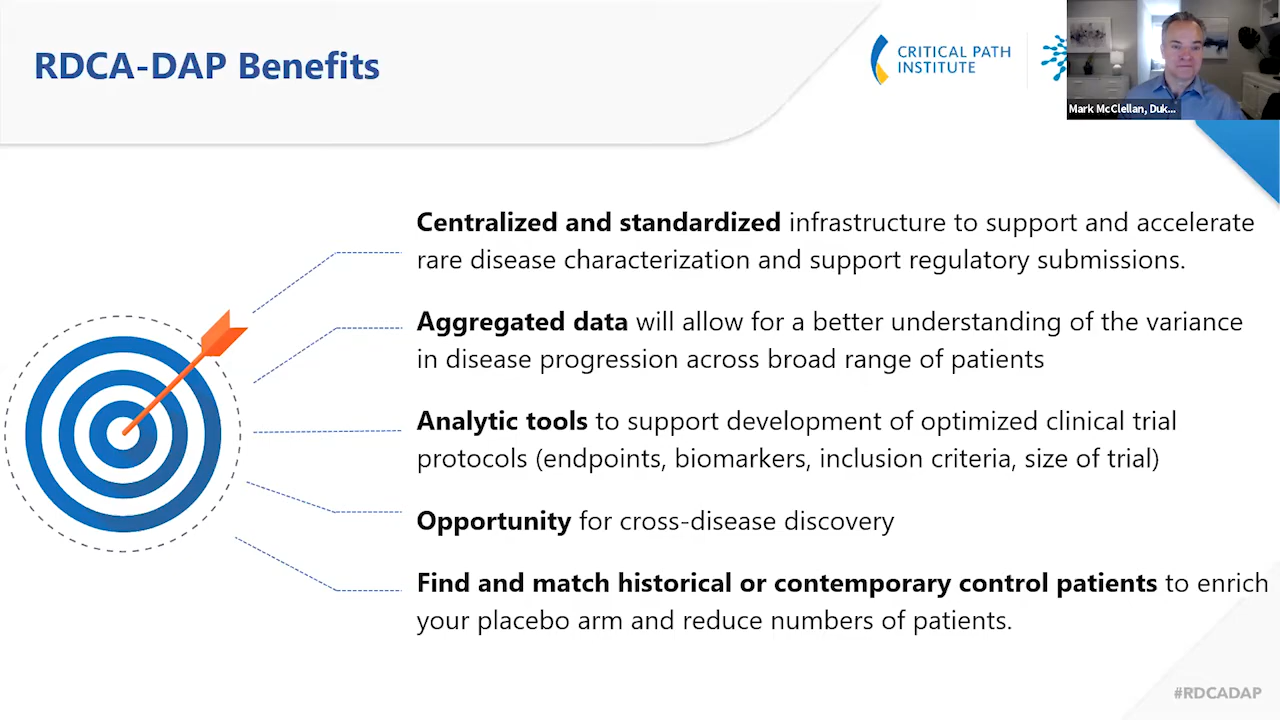 RDCA-DAP Benefits
CRITICAL PATH
INSTITUTE
Mark McClellan, Duk...
Centralized and standardized infrastructure to support and accelerate
rare disease characterization and support regulatory submissions.
Aggregated data will allow for a better understanding of the variance
in disease progression across broad range of patients
Analytic tools to support development of optimized clinical trial
protocols (endpoints, biomarkers, inclusion criteria, size of trial)
Opportunity for cross-disease discovery
Find and match historical or contemporary control patients to enrich
your placebo arm and reduce numbers of patients.
#RDCADAP